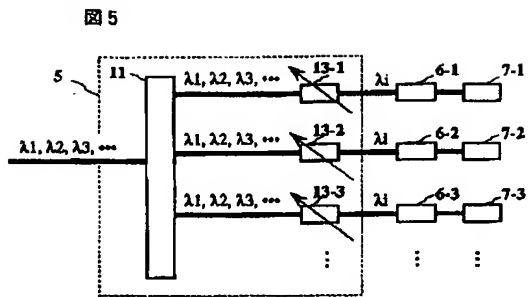 図5
5
11
λ1, λ2, λ3, ···
13-1
λi
6-1
7-1
λ1, λ2, λ3, ···
13-2
λi
6-2
7-2
λ1, λ2, λ3, ···
λ1, λ2, λ3, ···
13-3
λi
6-3
7-3